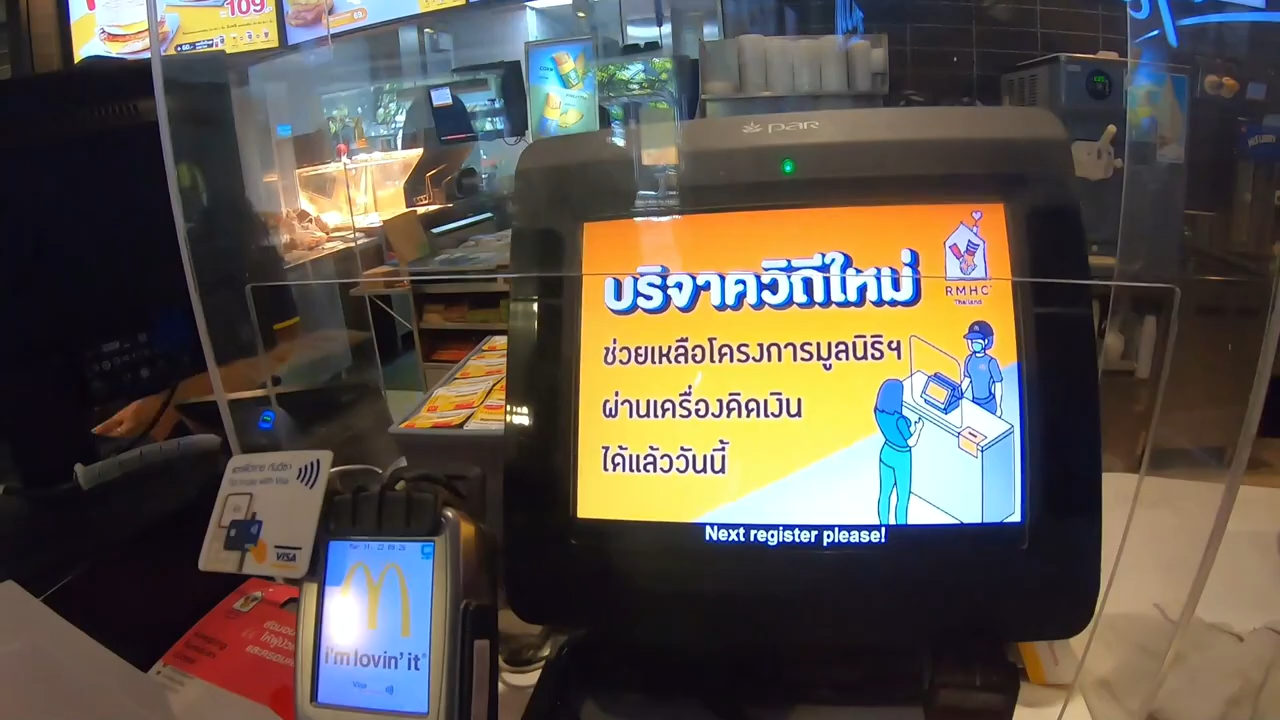 109
par
บริจาควิถีใหม่
RMHC
Thailand
ช่วยเหลือโครงการมูลนิธิฯ
ผ่านเครื่องคิดเงิน
ได้แล้ววันนี้
Next register please!
VISA
i'm lovin' it
Visa